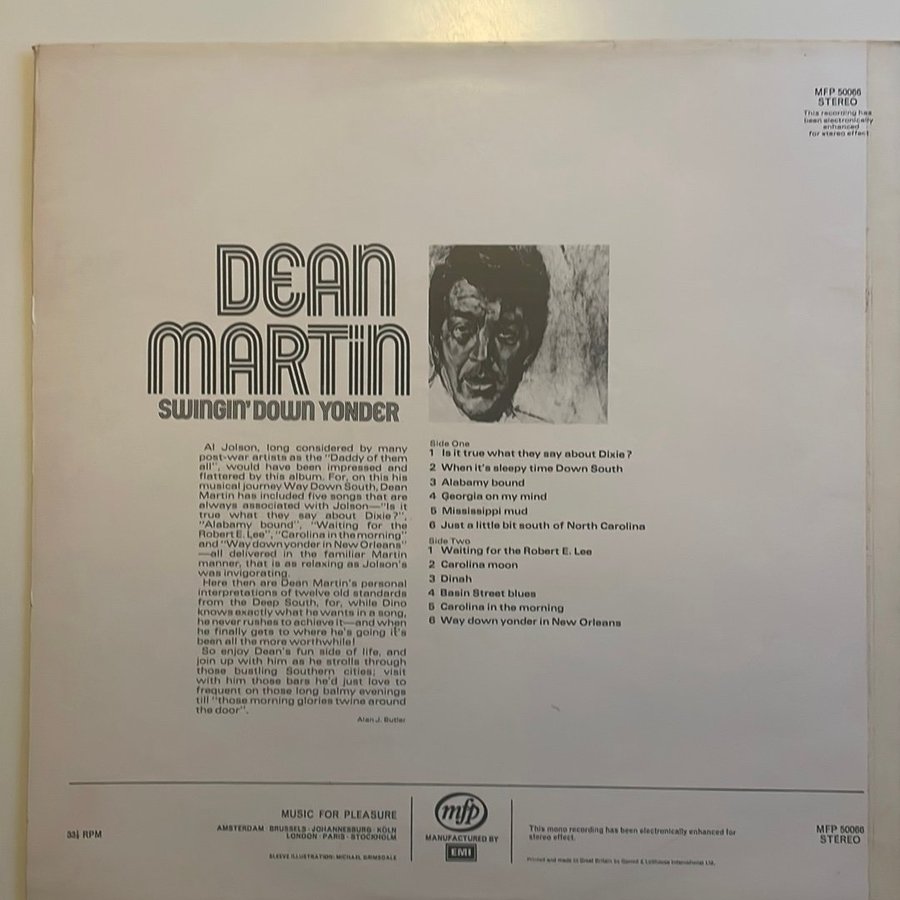 MFP 50066
STEREO
This recording has
been electronically
enhanced
for stereo effect
DEAN
MARTIN
SWINGIN' DOWN YONDER
Al Jolson, long considered by many
post-war artists as the "Daddy of them
all", would have been impressed and
flattered by this album. For, on this his
musical journey Way Down South, Dean
Martin has included five songs that are
always associated with Jolson—"Is it
true what they say about Dixie?",
"Alabamy bound", "Waiting for the
Robert E. Lee", "Carolina in the morning"
and "Way down yonder in New Orleans"
—all delivered in the familiar Martin
manner, that is as relaxing as Jolson's
was invigorating.
Here then are Dean Martin's personal
interpretations of twelve old standards
from the Deep South, for, while Dino
knows exactly what he wants in a song,
he never rushes to achieve it—and when
he finally gets to where he's going it's
been all the more worthwhile!
So enjoy Dean's fun side of life, and
join up with him as he strolls through
those bustling Southern cities; visit
with him those bars he'd just love to
frequent on those long balmy evenings
till "those morning glories twine around
the door".
Alan J. Butler
Side One
1 Is it true what they say about Dixie?
2 When it's sleepy time Down South
3 Alabamy bound
4 Georgia on my mind
5 Mississippi mud
6 Just a little bit south of North Carolina
Side Two
1 Waiting for the Robert E. Lee
2 Carolina moon
3 Dinah
4 Basin Street blues
5 Carolina in the morning
6 Way down yonder in New Orleans
33⅓ RPM
MUSIC FOR PLEASURE
AMSTERDAM · BRUSSELS · JOHANNESBURG · KÖLN
LONDON · PARIS · STOCKHOLM
SLEEVE ILLUSTRATION: MICHAEL GRIMSDALE
mfp
MANUFACTURED BY
EMI
This mono recording has been electronically enhanced for
stereo effect.
Printed and made in Great Britain by Garrod & Lofthouse International Ltd.
MFP 50066
STEREO